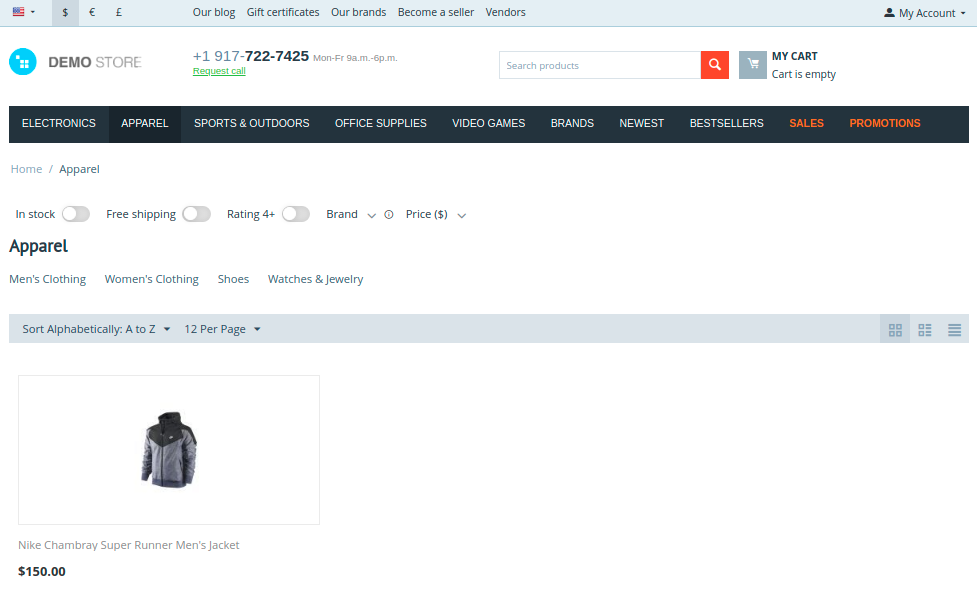 $ € £ Our blog Gift certificates Our brands Become a seller Vendors My Account
DEMO STORE
+1 917-722-7425 Mon-Fr 9a.m.-6p.m.
Request call
Search products
MY CART
Cart is empty
ELECTRONICS APPAREL SPORTS & OUTDOORS OFFICE SUPPLIES VIDEO GAMES BRANDS NEWEST BESTSELLERS SALES PROMOTIONS
Home / Apparel
In stock Free shipping Rating 4+ Brand Price ($)
Apparel
Men's Clothing Women's Clothing Shoes Watches & Jewelry
Sort Alphabetically: A to Z 12 Per Page
Nike Chambray Super Runner Men's Jacket
$150.00